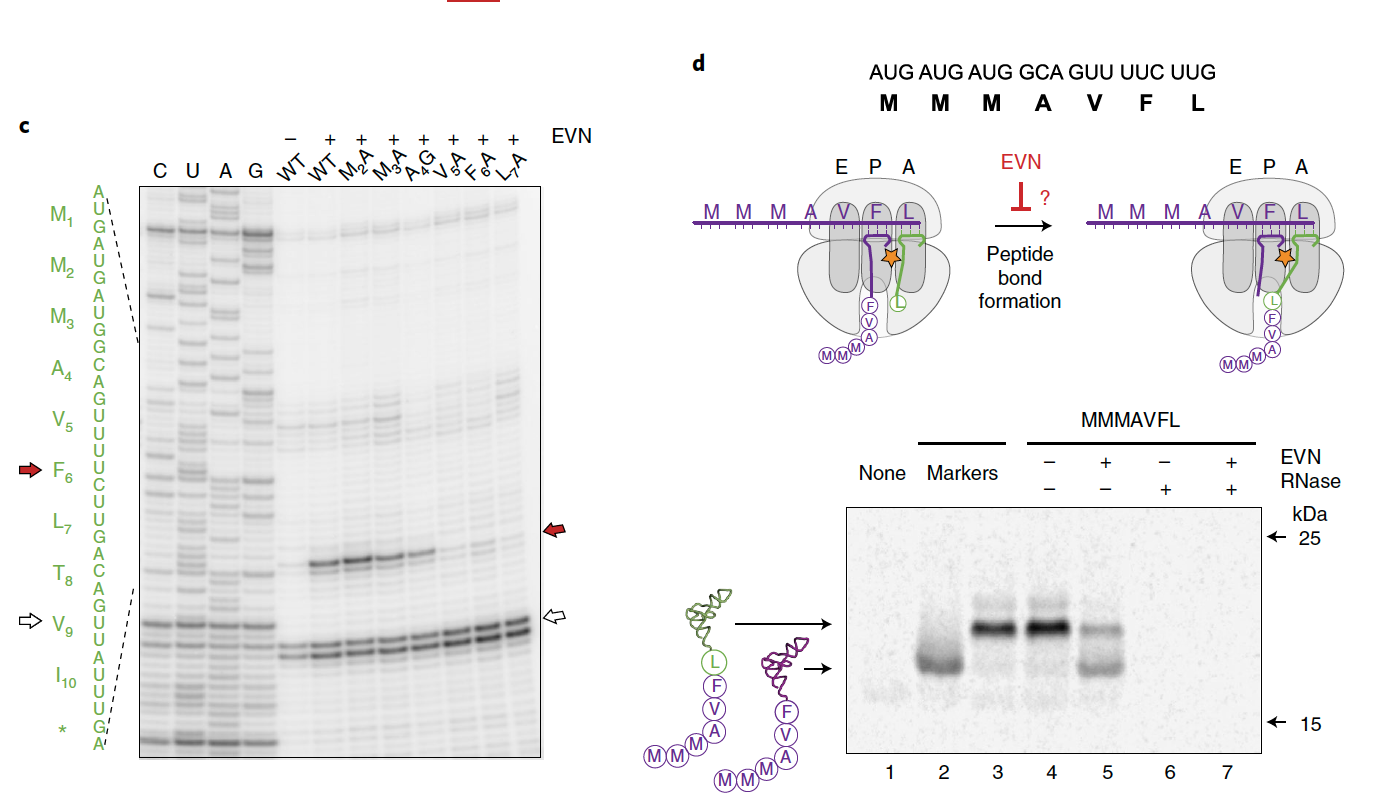 c
− + + + + + + + EVN
C U A G WT WT M2A M3A A4G V5A F6A L7A
M1
M2
M3
A4
V5
F6
L7
T8
V9
I10
*
A
U
G
A
U
G
A
U
G
G
C
A
G
U
U
U
U
C
U
U
G
A
C
A
G
U
U
A
U
U
U
G
A
d
AUG AUG AUG GCA GUU UUC UUG
M M M A V F L
E P A
M M M A V F L
F
V
A
M
M
M
L
EVN
?
Peptide
bond
formation
E P A
M M M A V F L
L
F
V
A
M
M
M
MMMAVFL
None
Markers
− + − + EVN
− − + + RNase
kDa
25
15
L
F
V
A
M
M
M
F
V
A
M
M
M
1 2 3 4 5 6 7